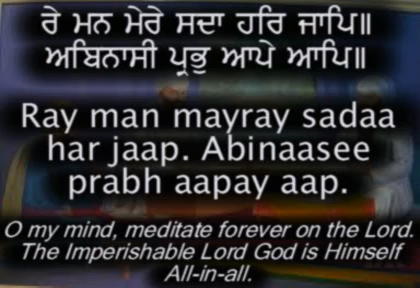 ਰੇ ਮਨ ਮੇਰੇ ਸਦਾ ਹਰਿ ਜਾਪਿ॥
ਅਬਿਨਾਸੀ ਪ੍ਰਭੁ ਆਪੇ ਆਪਿ॥
Ray man mayray sadaa
har jaap. Abinaasee
prabh aapay aap.
O my mind, meditate forever on the Lord.
The Imperishable Lord God is Himself
All-in-all.